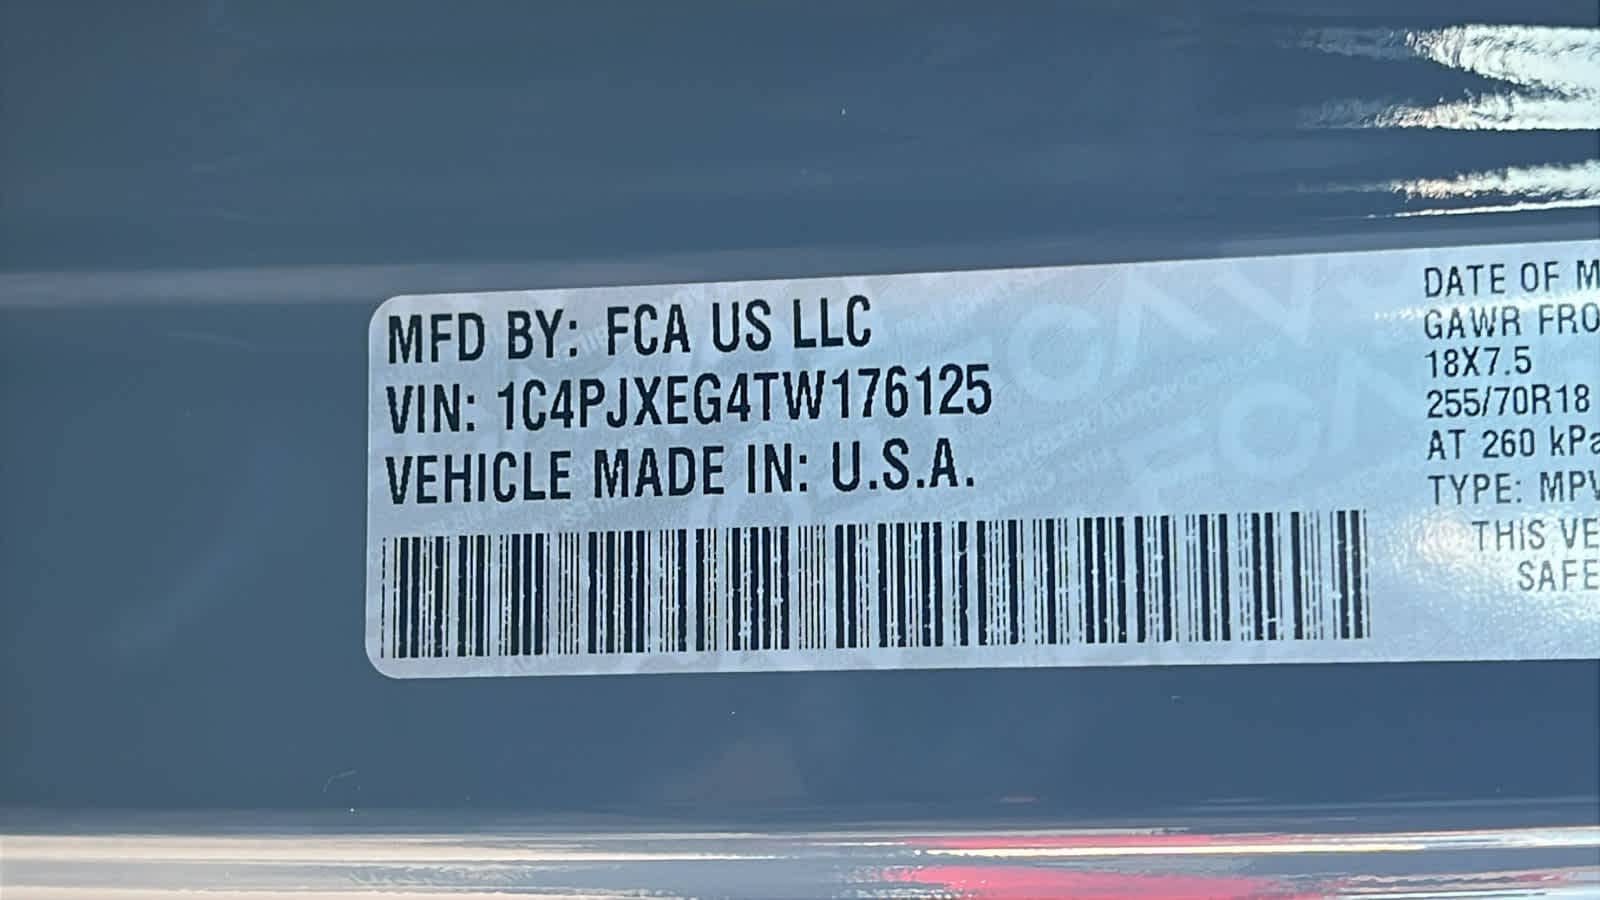 MFD BY: FCA US LLC
VIN: 1C4PJXEG4TW176125
VEHICLE MADE IN: U.S.A.
DATE OF M
GAWR FRO
18X7.5
255/70R18
AT 260 kPa
TYPE: MPV
THIS VE
SAFE